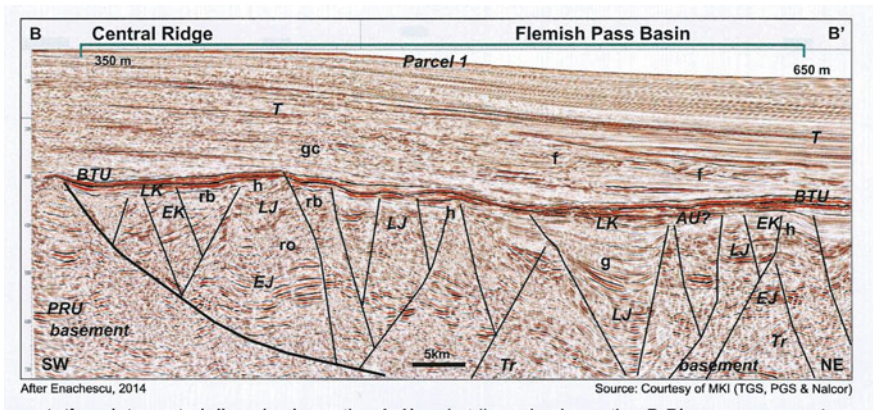 B Central Ridge Flemish Pass Basin B'
350 m Parcel 1 650 m
T T
gc f f
BTU LK rb h rb BTU
EK LJ LJ h LK AU? EK h
ro g LJ
EJ LJ EJ
PRU
basement Tr
SW 5km Tr basement NE
After Enachescu, 2014 Source: Courtesy of MKI (TGS, PGS & Nalcor)